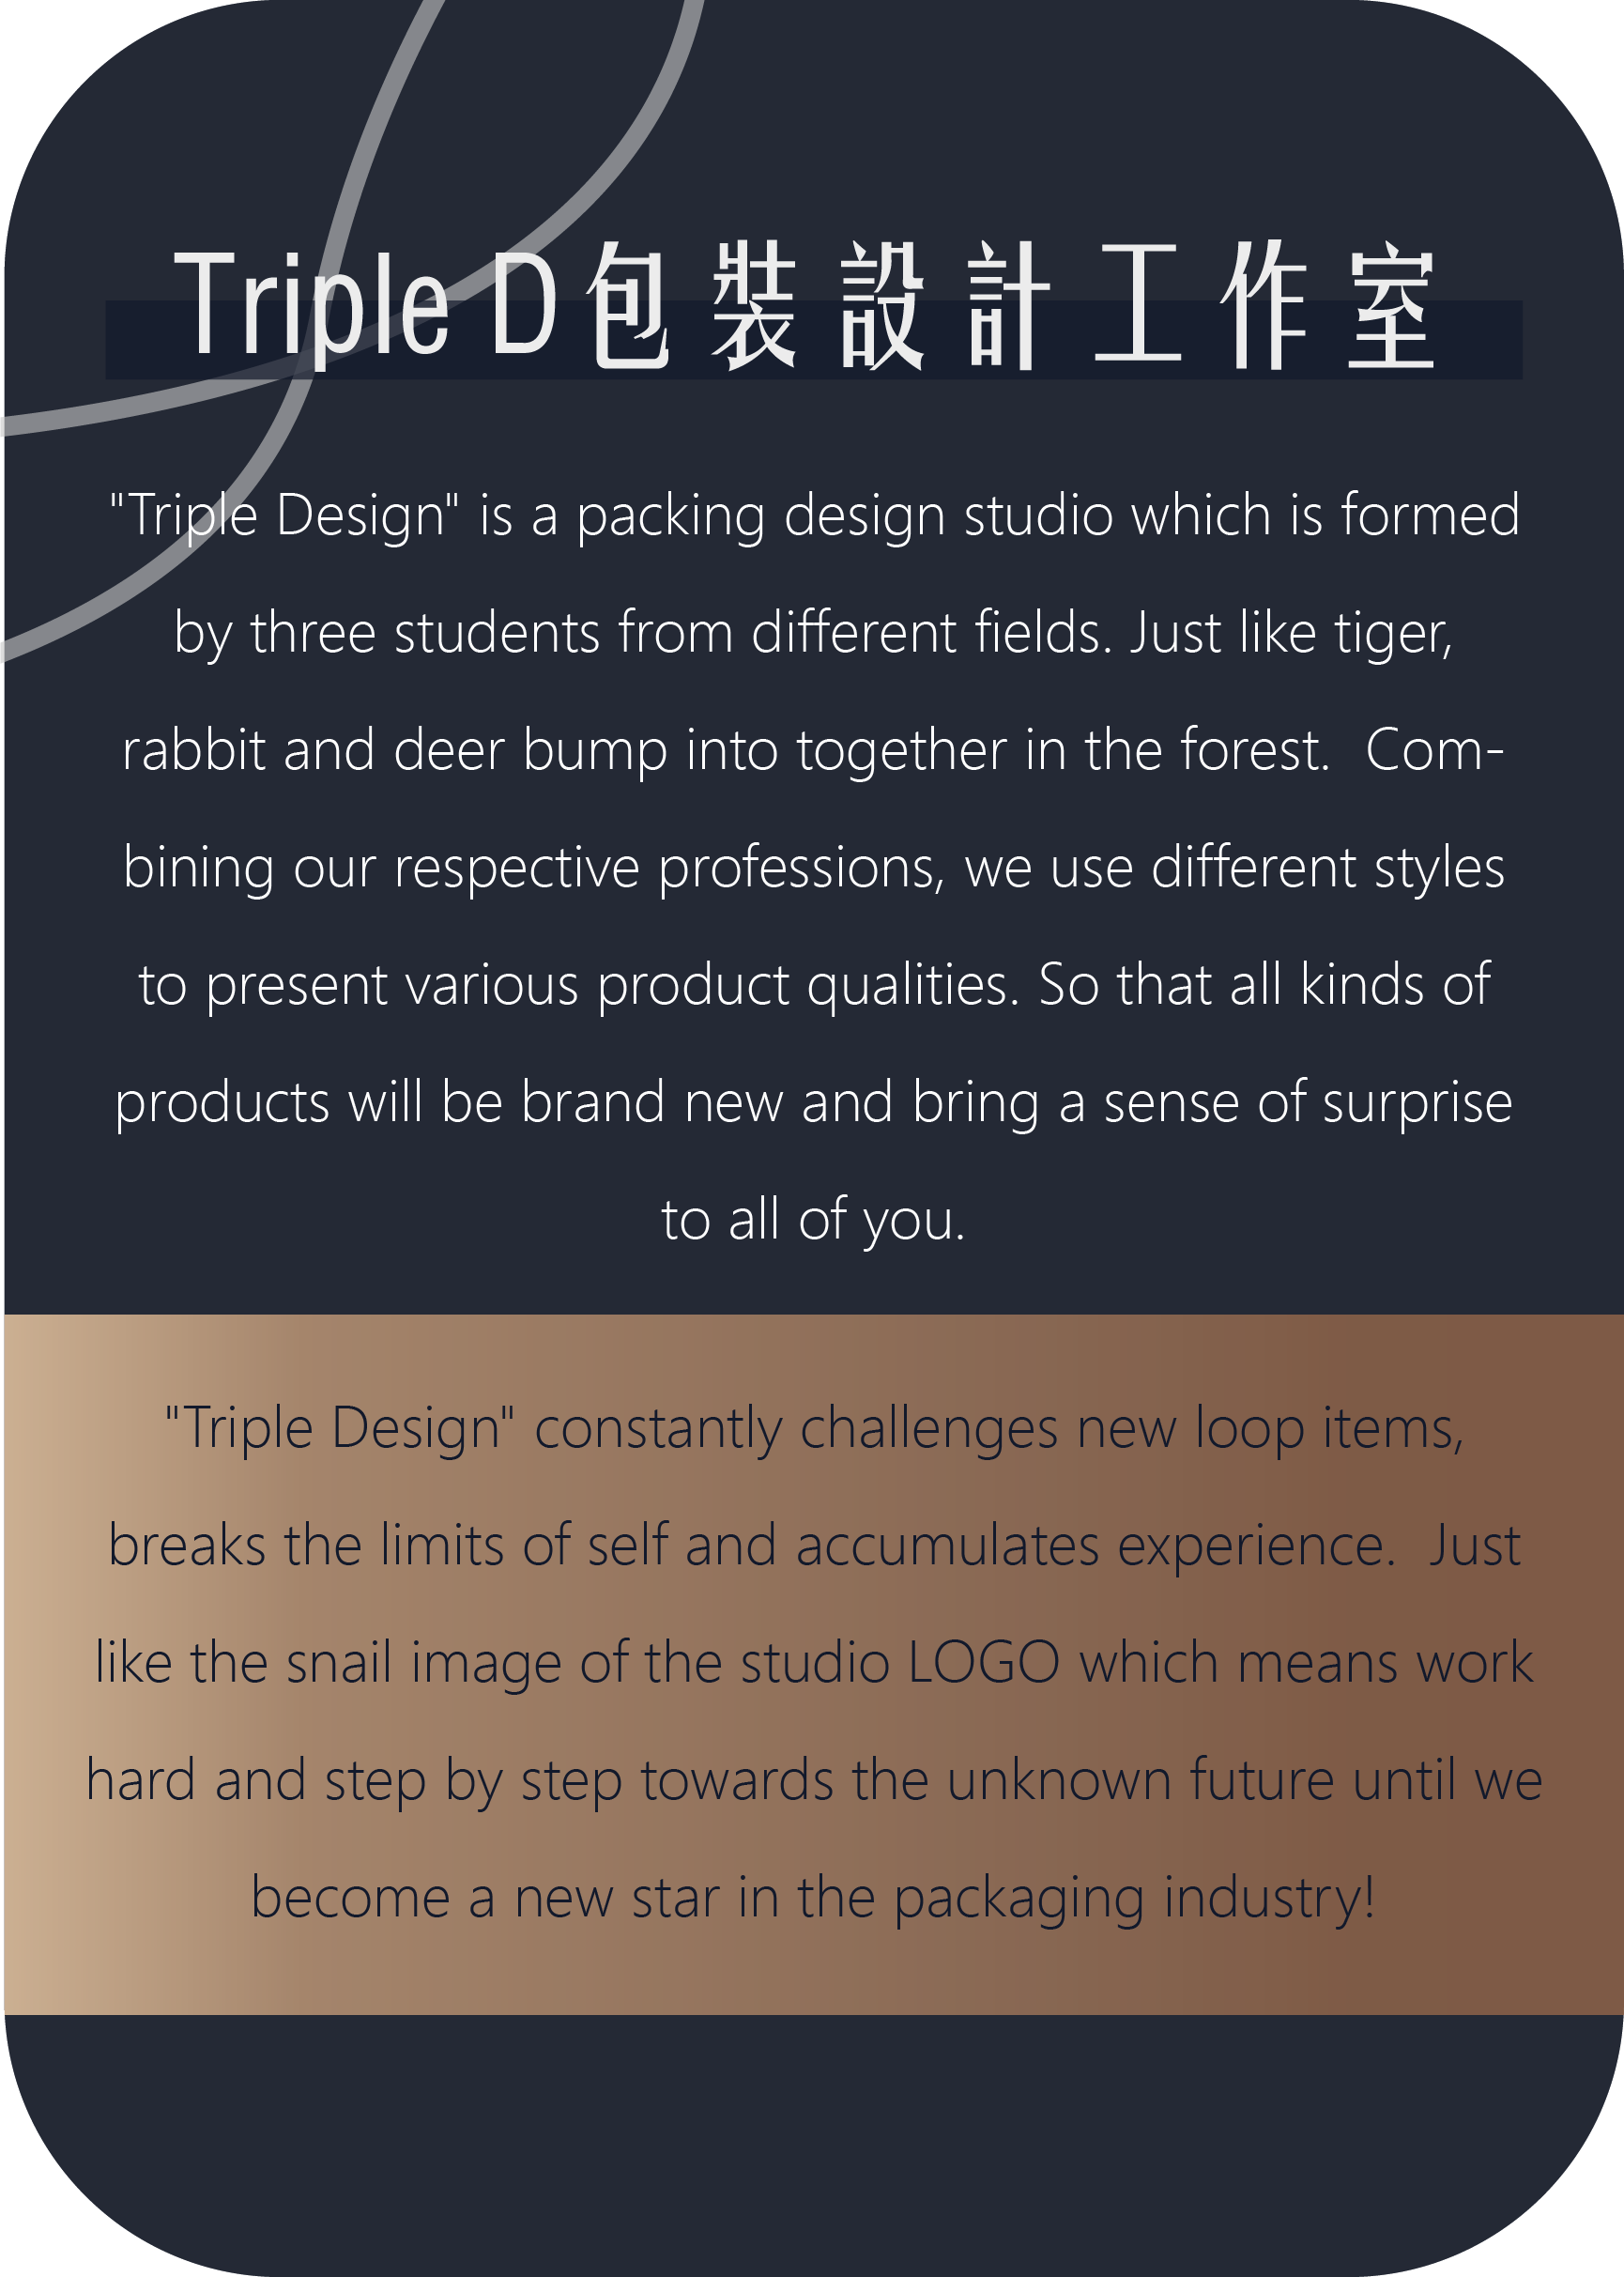 Triple D包裝設計工作室
"Triple Design" is a packing design studio which is formed
by three students from different fields. Just like tiger,
rabbit and deer bump into together in the forest.  Com-
bining our respective professions, we use different styles
to present various product qualities. So that all kinds of
products will be brand new and bring a sense of surprise
to all of you.
"Triple Design" constantly challenges new loop items,
breaks the limits of self and accumulates experience.  Just
like the snail image of the studio LOGO which means work
hard and step by step towards the unknown future until we
become a new star in the packaging industry!